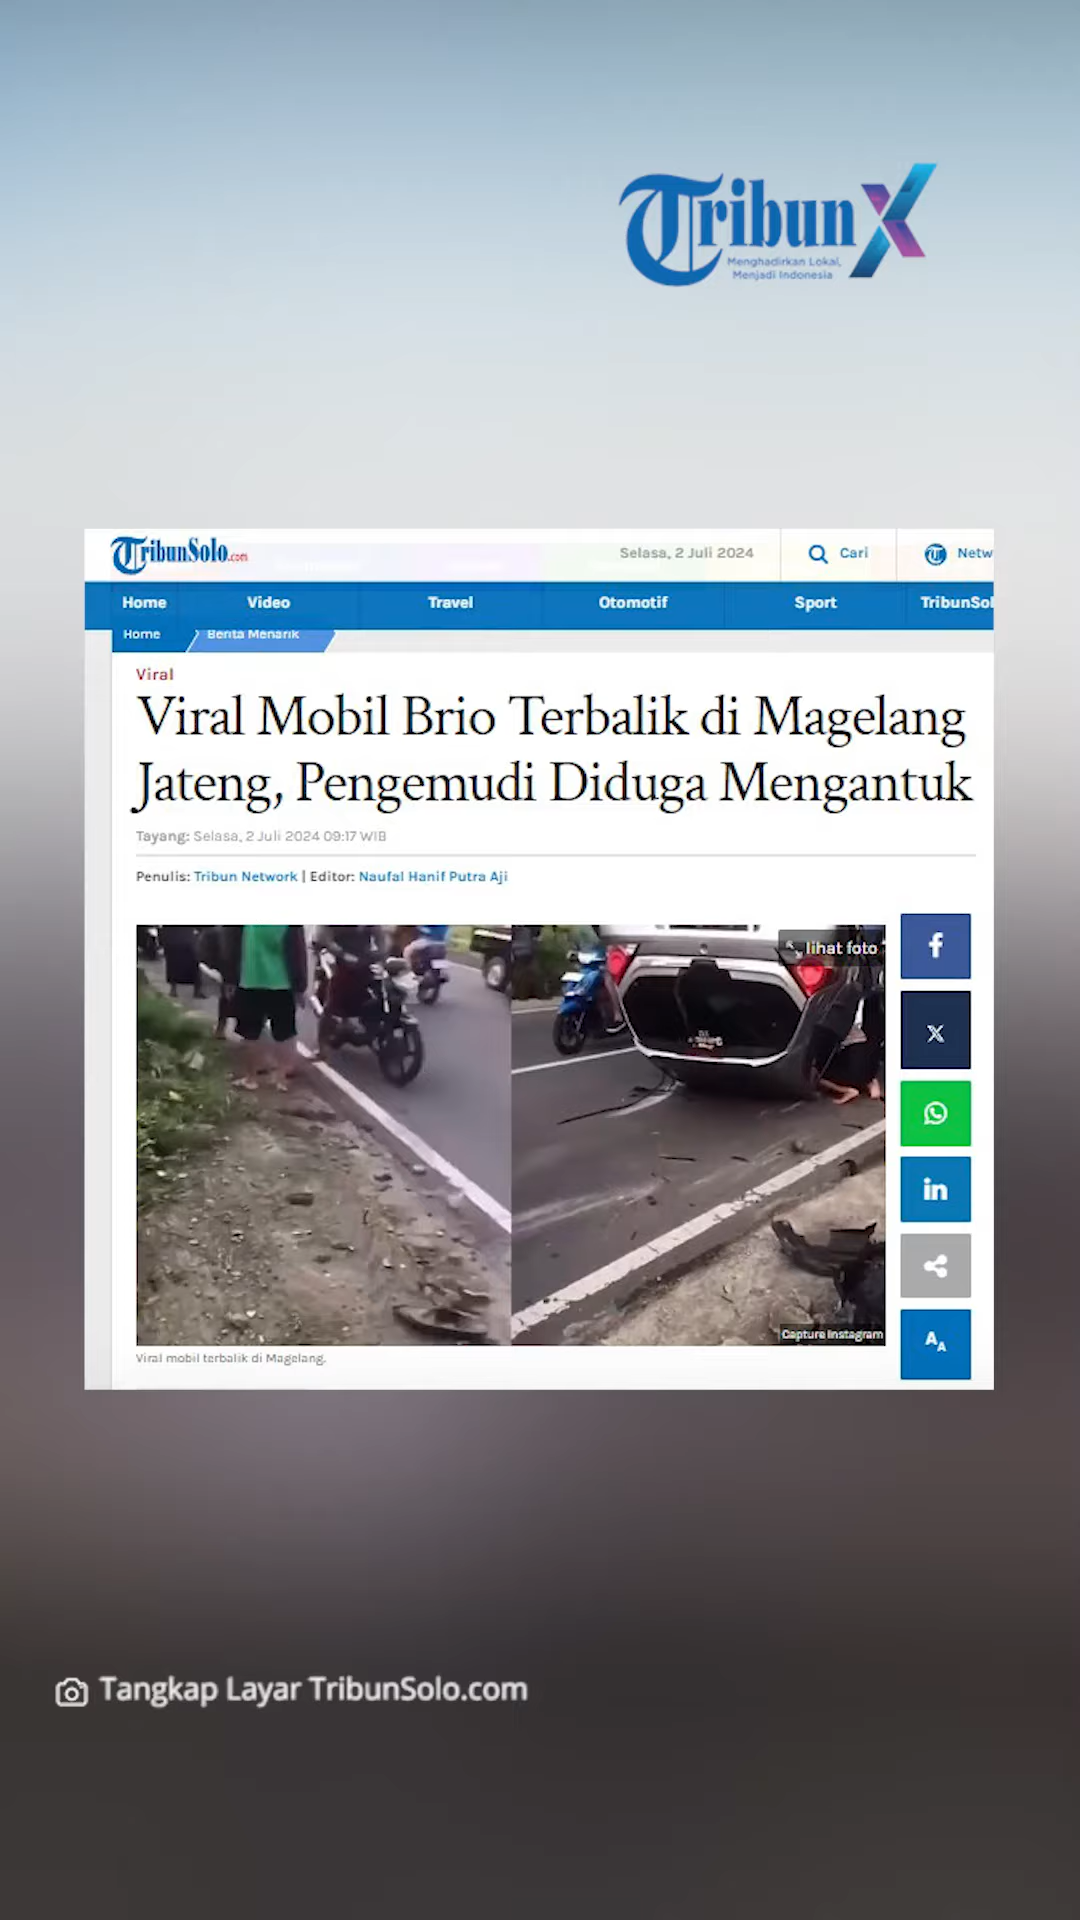 Tribun X
Menghadirkan Lokal,
Menjadi Indonesia
TribunSolo.com
Selasa, 2 Juli 2024
Cari
Netw
Home
Video
Travel
Otomotif
Sport
TribunSol
Home
Berita Menarik
Viral
Viral Mobil Brio Terbalik di Magelang
Jateng, Pengemudi Diduga Mengantuk
Tayang: Selasa, 2 Juli 2024 09:17 WIB
Penulis: Tribun Network | Editor: Naufal Hanif Putra Aji
lihat foto
Capture Instagram
Viral mobil terbalik di Magelang.
Tangkap Layar TribunSolo.com